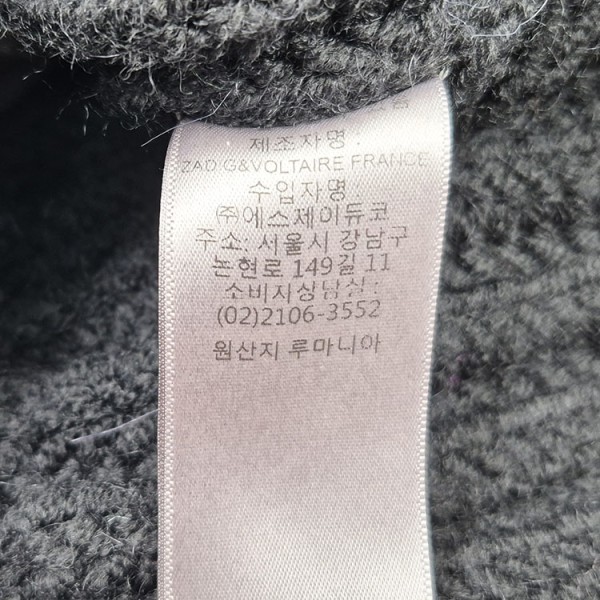 제조자명 :
ZADIG&VOLTAIRE FRANCE
수입자명
㈜에스제이듀코
주소: 서울시 강남구
논현로 149길 11
소비자상담실 :
(02)2106-3552
원산지 루마니아